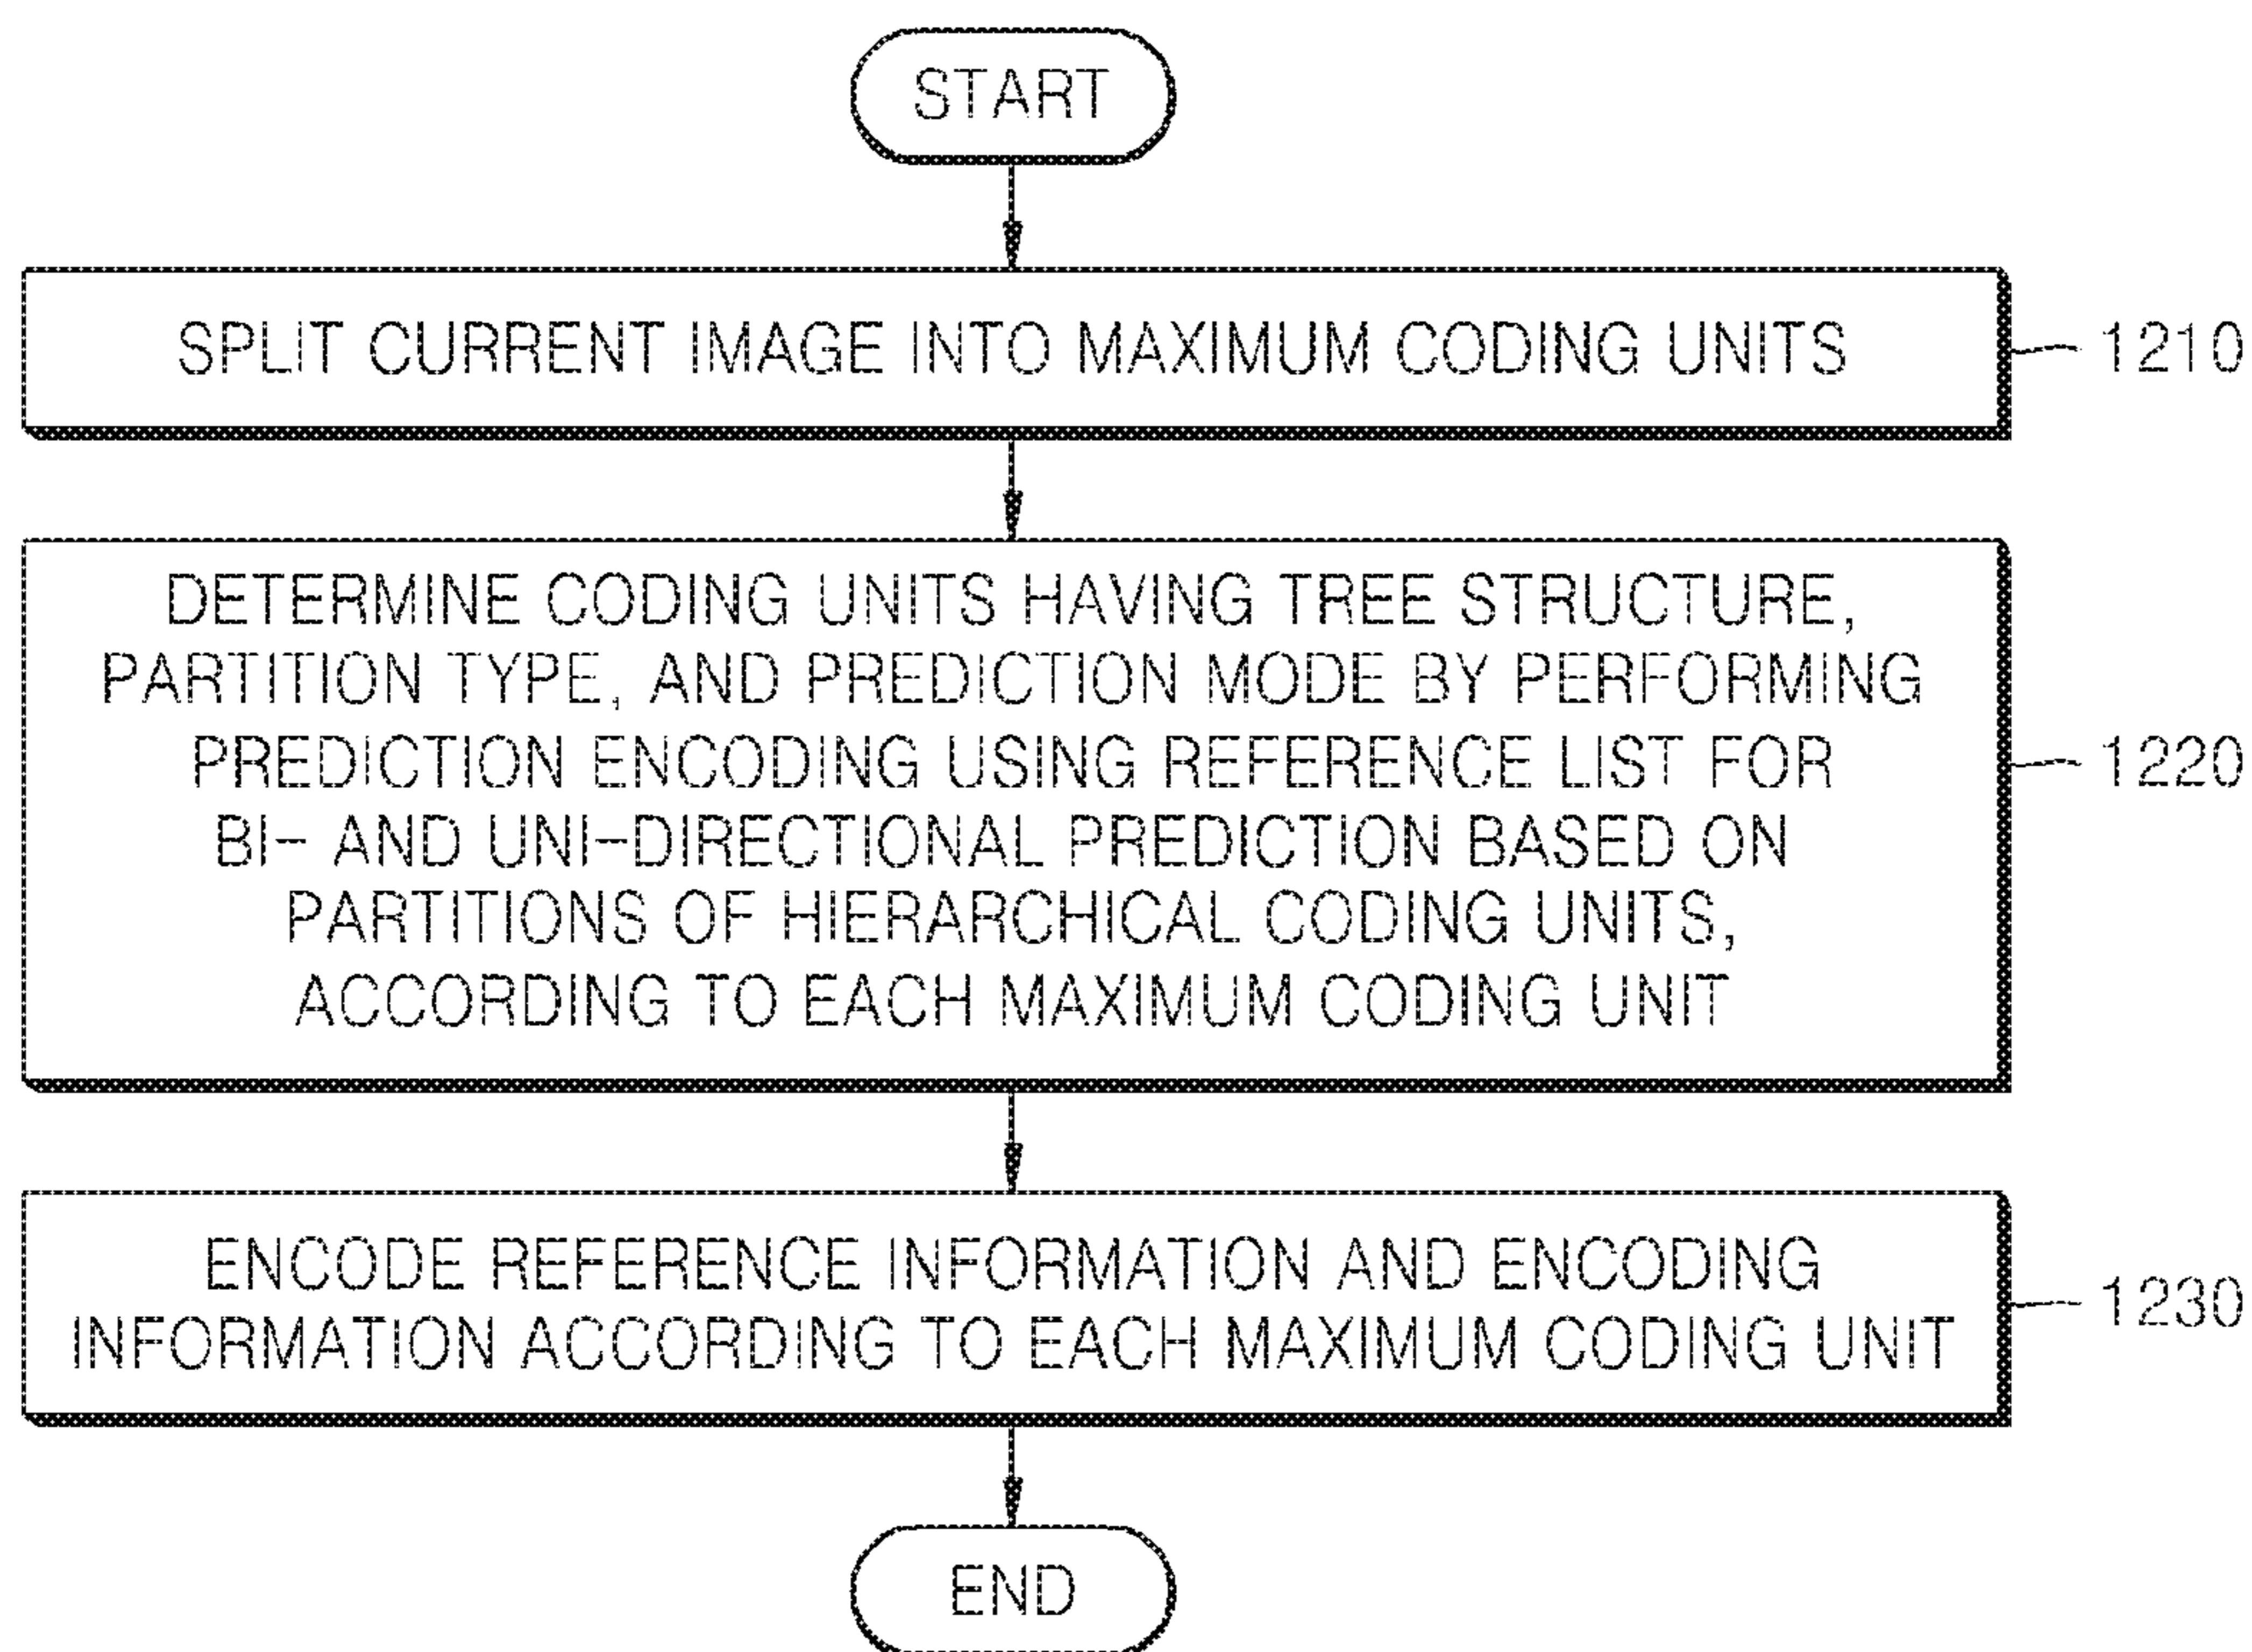 START
SPLIT CURRENT IMAGE INTO MAXIMUM CODING UNITS
1210
DETERMINE CODING UNITS HAVING TREE STRUCTURE,
PARTITION TYPE, AND PREDICTION MODE BY PERFORMING
PREDICTION ENCODING USING REFERENCE LIST FOR
BI- AND UNI-DIRECTIONAL PREDICTION BASED ON
PARTITIONS OF HIERARCHICAL CODING UNITS,
ACCORDING TO EACH MAXIMUM CODING UNIT
1220
ENCODE REFERENCE INFORMATION AND ENCODING
INFORMATION ACCORDING TO EACH MAXIMUM CODING UNIT
1230
END